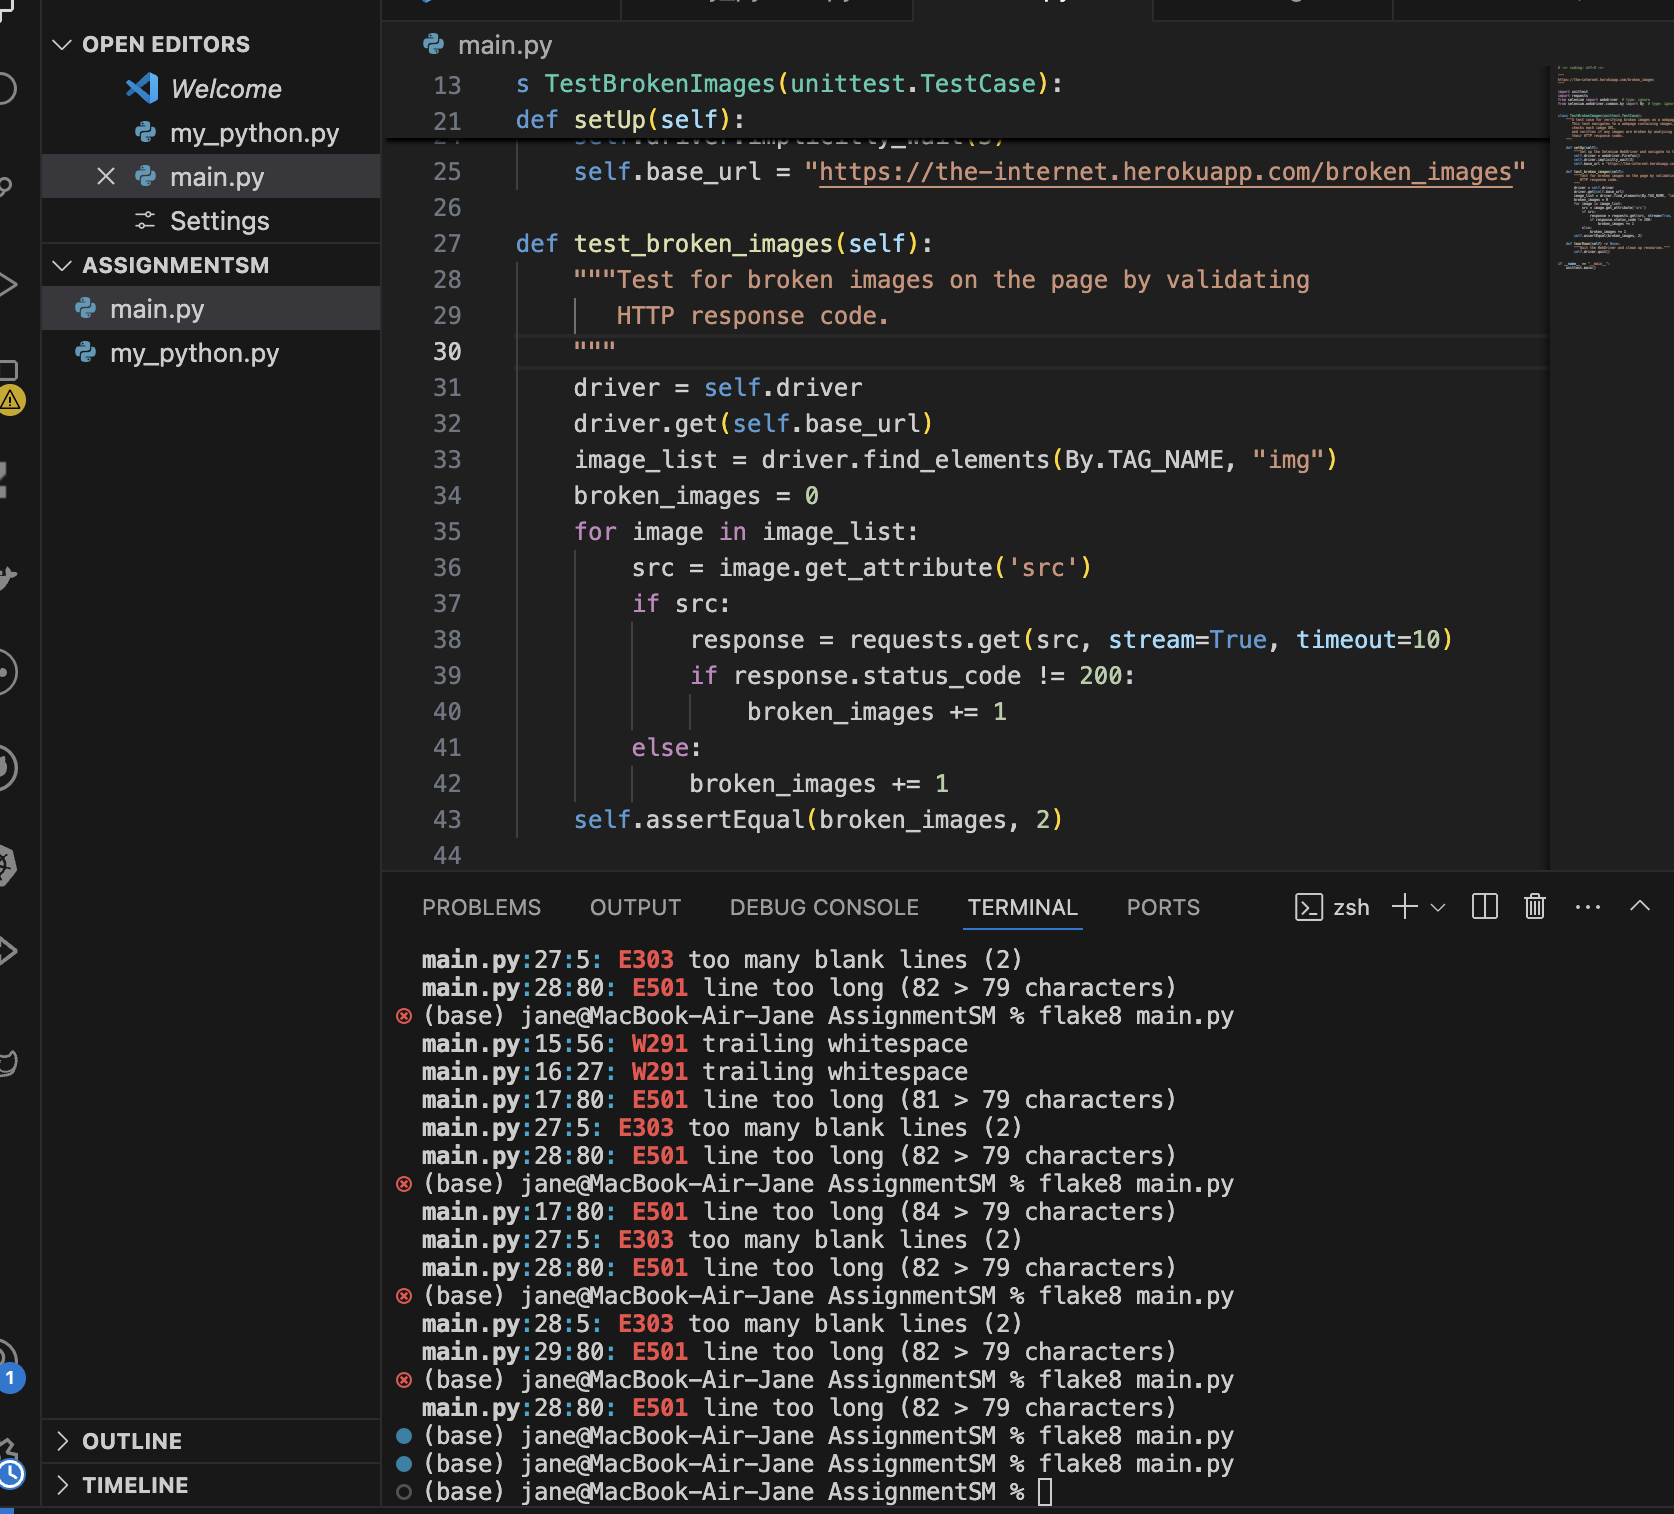 OPEN EDITORS
Welcome
my_python.py
main.py
Settings
ASSIGNMENTSM
main.py
my_python.py
OUTLINE
TIMELINE
1
main.py
13 s TestBrokenImages(unittest.TestCase):
21 def setUp(self):
25 self.base_url = "https://the-internet.herokuapp.com/broken_images"
26
27 def test_broken_images(self):
28 """Test for broken images on the page by validating
29 HTTP response code.
30 """
31 driver = self.driver
32 driver.get(self.base_url)
33 image_list = driver.find_elements(By.TAG_NAME, "img")
34 broken_images = 0
35 for image in image_list:
36 src = image.get_attribute('src')
37 if src:
38 response = requests.get(src, stream=True, timeout=10)
39 if response.status_code != 200:
40 broken_images += 1
41 else:
42 broken_images += 1
43 self.assertEqual(broken_images, 2)
44
PROBLEMS OUTPUT DEBUG CONSOLE TERMINAL PORTS zsh
main.py:27:5: E303 too many blank lines (2)
main.py:28:80: E501 line too long (82 > 79 characters)
(base) jane@MacBook-Air-Jane AssignmentSM % flake8 main.py
main.py:15:56: W291 trailing whitespace
main.py:16:27: W291 trailing whitespace
main.py:17:80: E501 line too long (81 > 79 characters)
main.py:27:5: E303 too many blank lines (2)
main.py:28:80: E501 line too long (82 > 79 characters)
(base) jane@MacBook-Air-Jane AssignmentSM % flake8 main.py
main.py:17:80: E501 line too long (84 > 79 characters)
main.py:27:5: E303 too many blank lines (2)
main.py:28:80: E501 line too long (82 > 79 characters)
(base) jane@MacBook-Air-Jane AssignmentSM % flake8 main.py
main.py:28:5: E303 too many blank lines (2)
main.py:29:80: E501 line too long (82 > 79 characters)
(base) jane@MacBook-Air-Jane AssignmentSM % flake8 main.py
main.py:28:80: E501 line too long (82 > 79 characters)
(base) jane@MacBook-Air-Jane AssignmentSM % flake8 main.py
(base) jane@MacBook-Air-Jane AssignmentSM % flake8 main.py
(base) jane@MacBook-Air-Jane AssignmentSM %